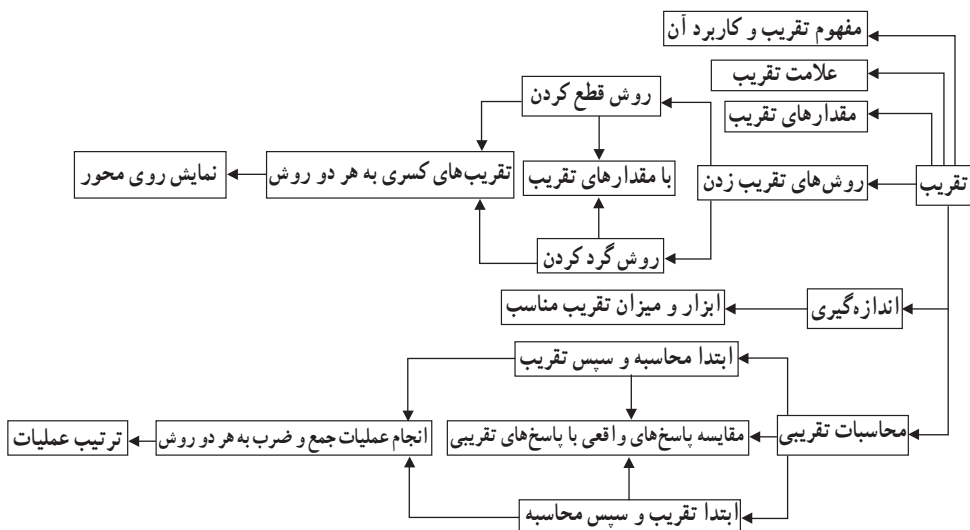 مفهوم تقریب و کاربرد آن
علامت تقریب
مقدارهای تقریب
تقریب
روش‌های تقریب زدن
روش قطع کردن
با مقدارهای تقریب
روش گرد کردن
تقریب‌های کسری به هر دو روش
نمایش روی محور
اندازه‌گیری
ابزار و میزان تقریب مناسب
محاسبات تقریبی
ابتدا محاسبه و سپس تقریب
مقایسه پاسخ‌های واقعی با پاسخ‌های تقریبی
ابتدا تقریب و سپس محاسبه
انجام عملیات جمع و ضرب به هر دو روش
ترتیب عملیات